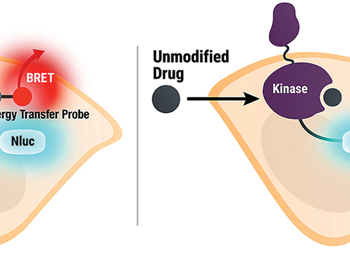 BRET
ergy Transfer Probe
Nluc
Unmodified
Drug
Kinase